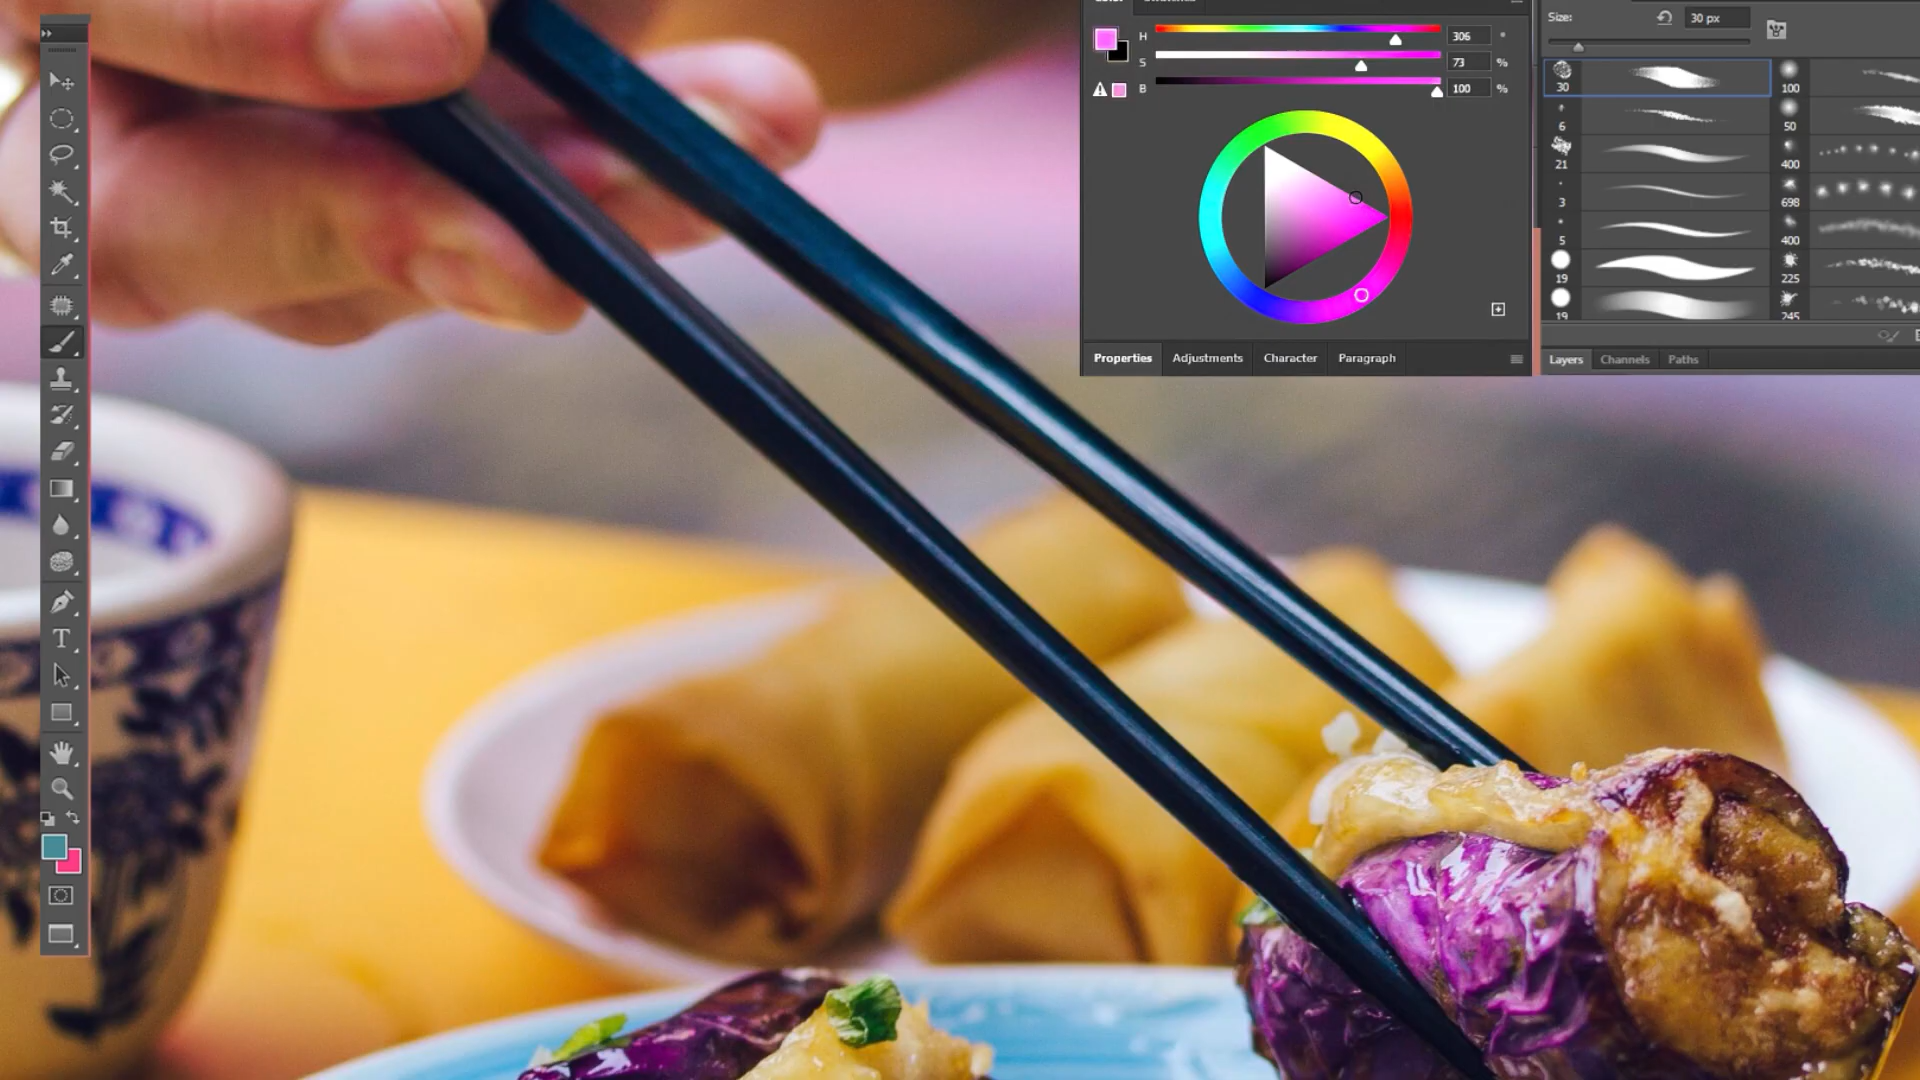 H 306 °
S 73 %
B 100 %
Properties Adjustments Character Paragraph
Size: 30 px
30 100
6 50
21 400
3 698
5 400
19 225
19 245
Layers Channels Paths
T